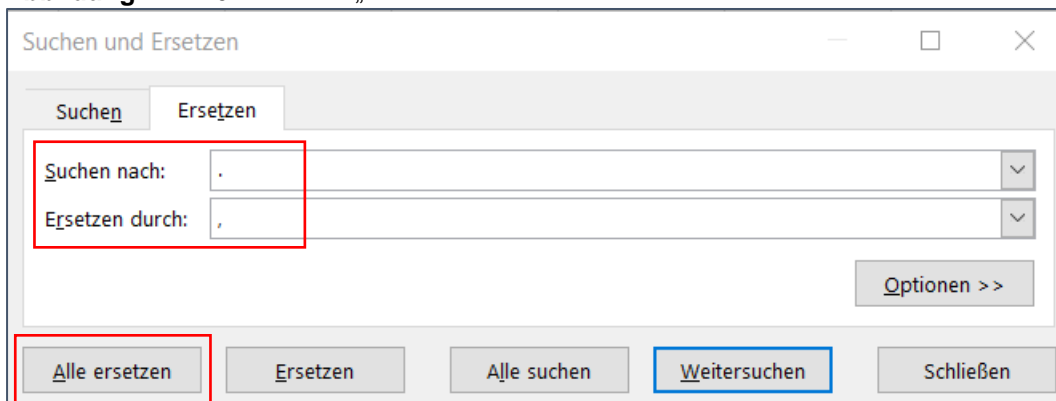 „
Suchen und Ersetzen
Suchen Ersetzen
Suchen nach: .
Ersetzen durch: ,
Optionen >>
Alle ersetzen Ersetzen Alle suchen Weitersuchen Schließen